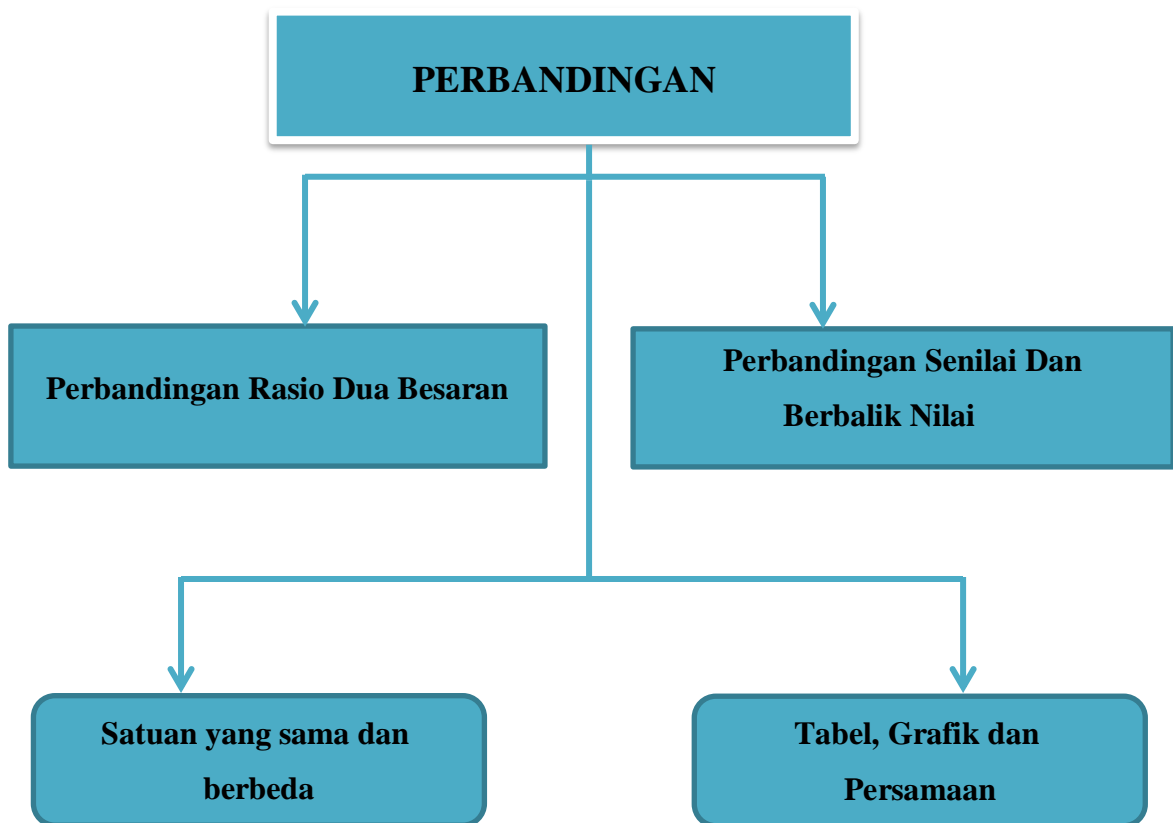 PERBANDINGAN
Perbandingan Rasio Dua Besaran
Perbandingan Senilai Dan
Berbalik Nilai
Satuan yang sama dan
berbeda
Tabel, Grafik dan
Persamaan